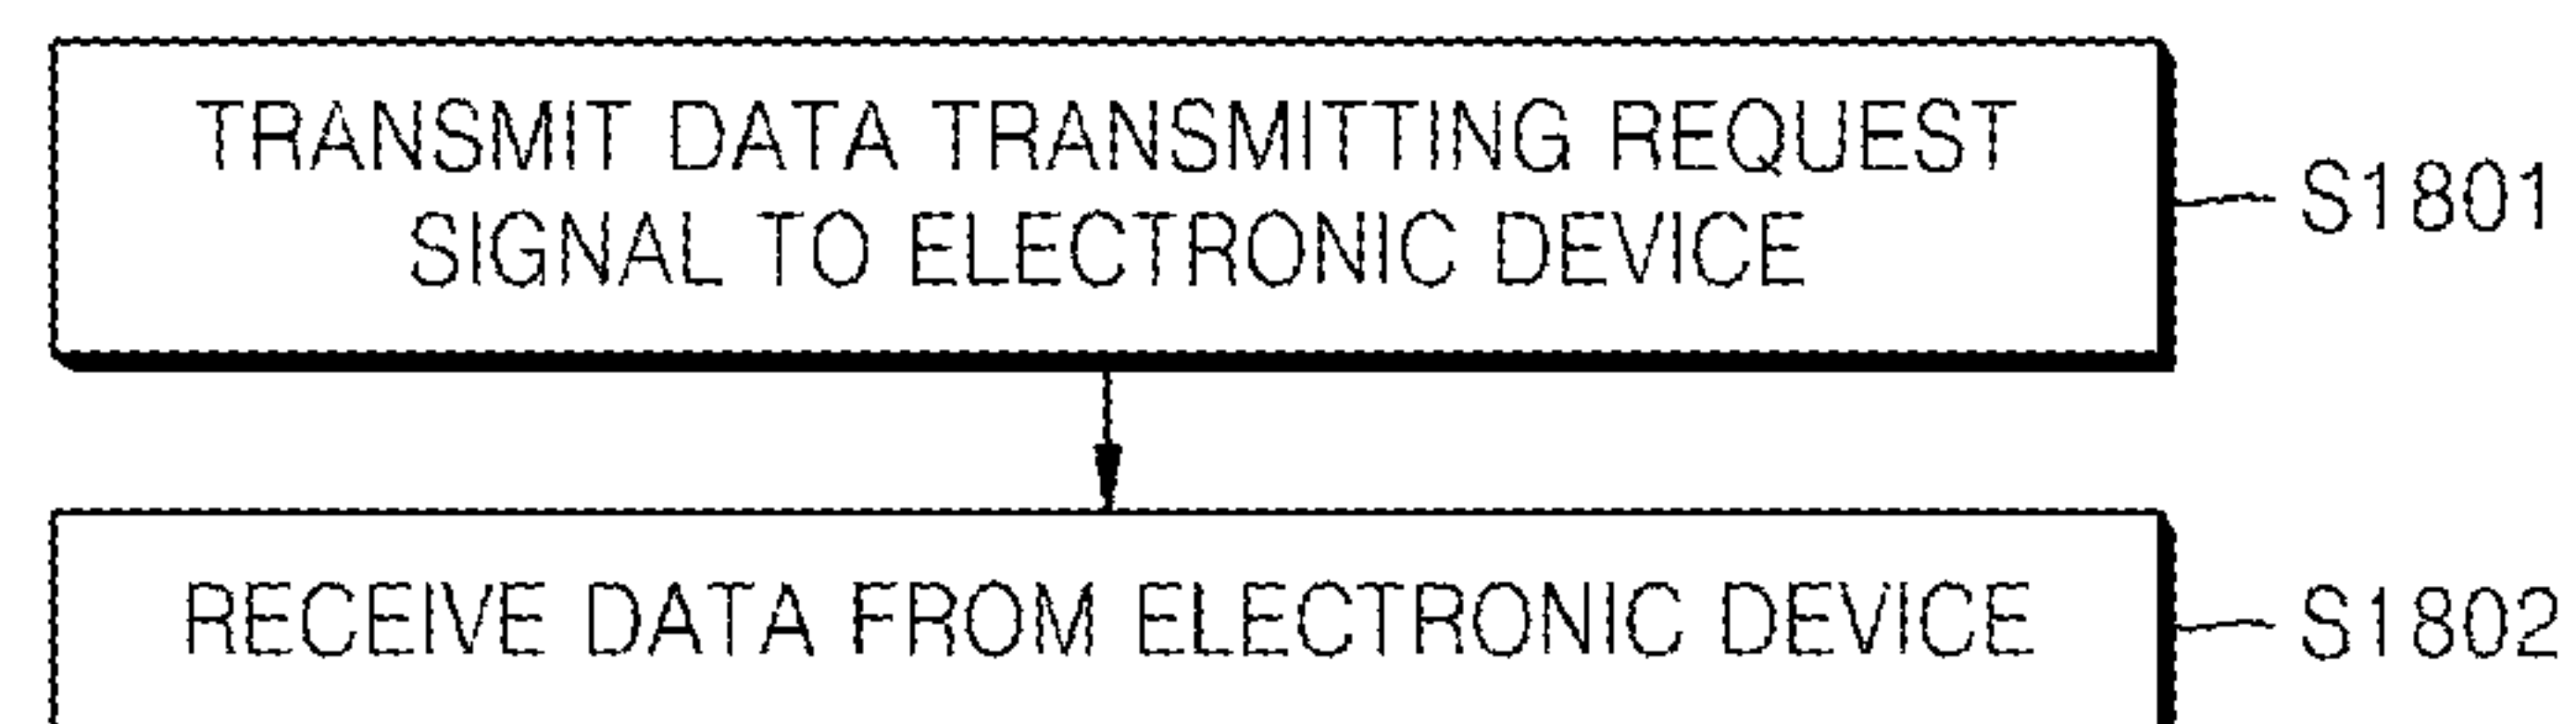 TRANSMIT DATA TRANSMITTING REQUEST
SIGNAL TO ELECTRONIC DEVICE
S1801
RECEIVE DATA FROM ELECTRONIC DEVICE
S1802